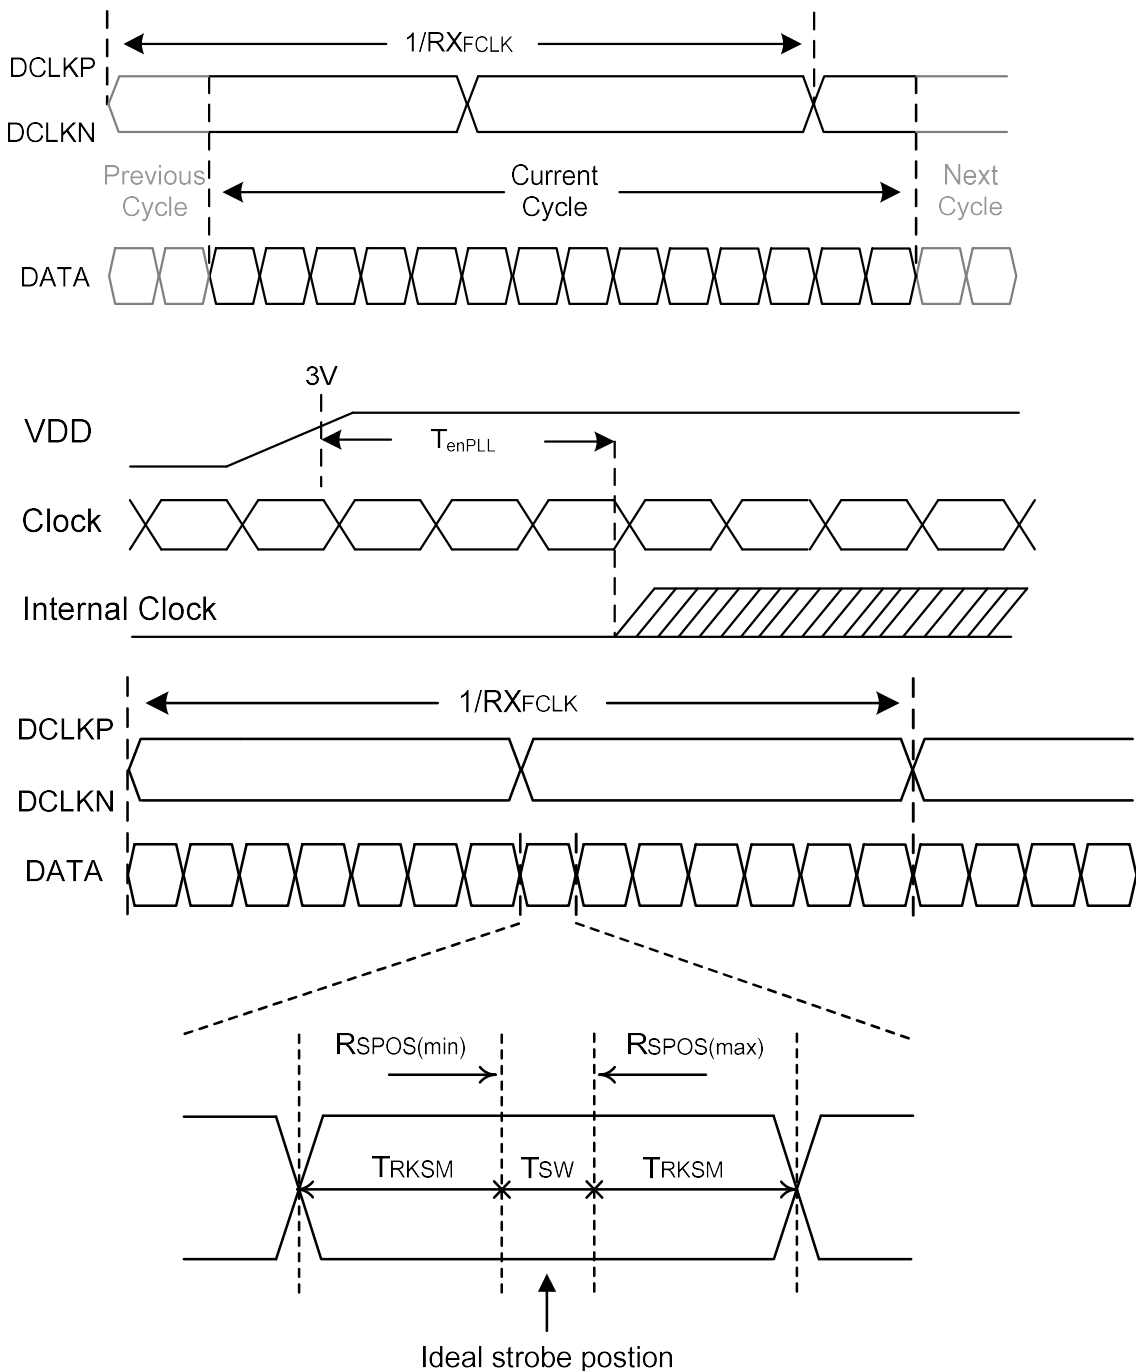 1/RXFCLK
DCLKP
DCLKN
Previous
Cycle
Current
Cycle
Next
Cycle
DATA
3V
VDD
TenPLL
Clock
Internal Clock
1/RXFCLK
DCLKP
DCLKN
DATA
RSPOS(min)
RSPOS(max)
TRKSM
TSW
TRKSM
Ideal strobe postion